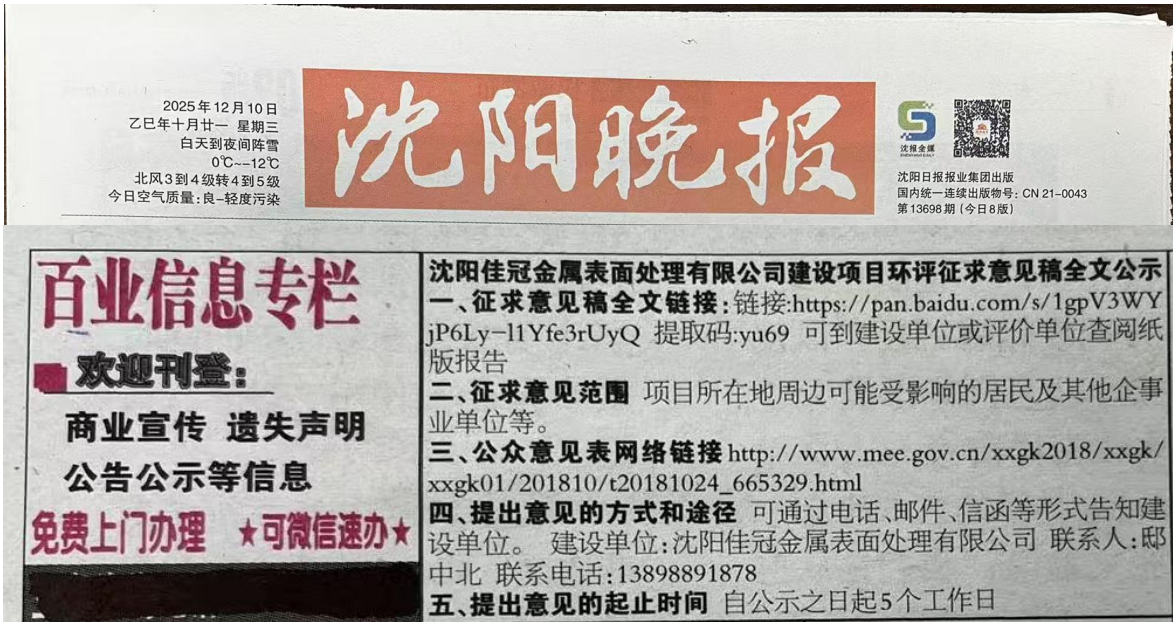 2025年12月10日
乙巳年十月廿一 星期三
白天到夜间阵雪
0℃~-12℃
北风3到4级转4到5级
今日空气质量:良-轻度污染
沈阳晚报
沈报全媒
SHENYANG DAILY
沈阳日报报业集团出版
国内统一连续出版物号: CN 21-0043
第13698期 (今日8版)
百业信息专栏
欢迎刊登:
商业宣传 遗失声明
公告公示等信息
免费上门办理 ★可微信速办★
沈阳佳冠金属表面处理有限公司建设项目环评征求意见稿全文公示
一、征求意见稿全文链接:链接:https://pan.baidu.com/s/1gpV3WY
jP6Ly-l1Yfe3rUyQ 提取码:yu69 可到建设单位或评价单位查阅纸
版报告
二、征求意见范围 项目所在地周边可能受影响的居民及其他企事
业单位等。
三、公众意见表网络链接 http://www.mee.gov.cn/xxgk2018/xxgk/
xxgk01/201810/t20181024_665329.html
四、提出意见的方式和途径 可通过电话、邮件、信函等形式告知建
设单位。 建设单位:沈阳佳冠金属表面处理有限公司 联系人:邸
中北 联系电话:13898891878
五、提出意见的起止时间 自公示之日起5个工作日